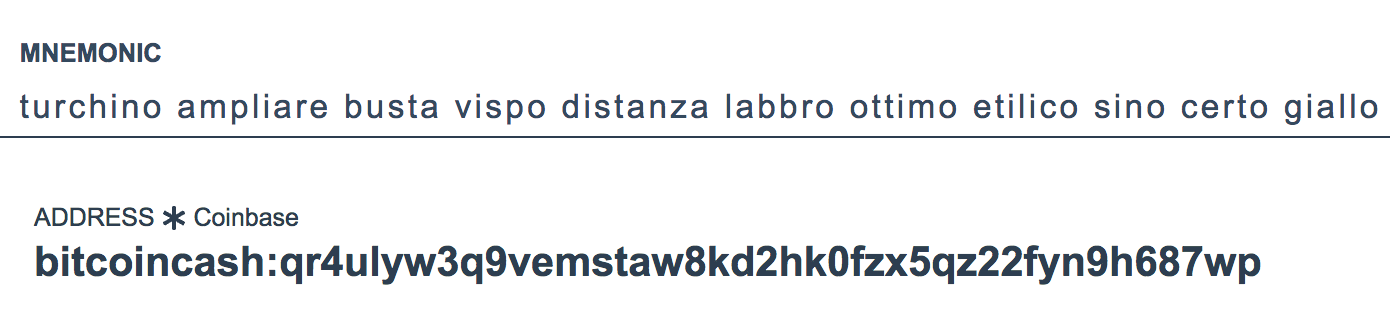 MNEMONIC
turchino ampliare busta vispo distanza labbro ottimo etilico sino certo giallo
ADDRESS * Coinbase
bitcoincash:qr4ulyw3q9vemstaw8kd2hk0fzx5qz22fyn9h687wp